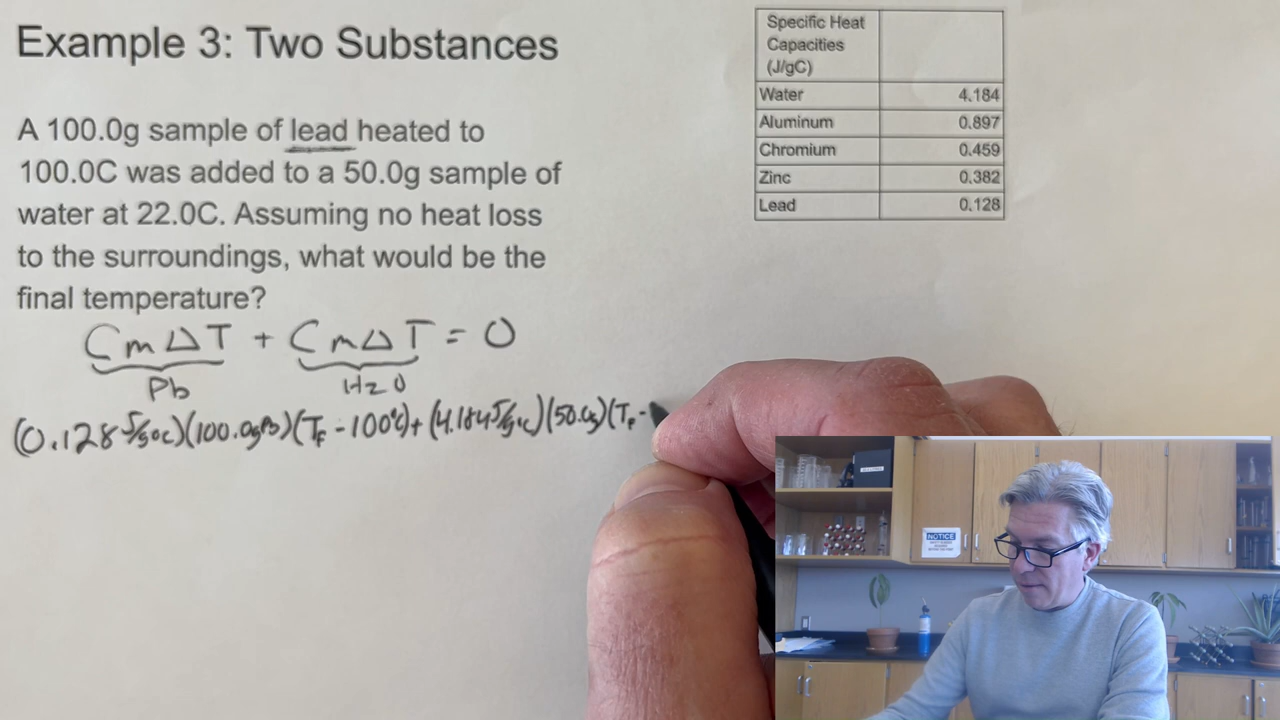 Example 3: Two Substances
A 100.0g sample of lead heated to
100.0C was added to a 50.0g sample of
water at 22.0C. Assuming no heat loss
to the surroundings, what would be the
final temperature?
CmΔT + CmΔT = 0
Pb H2O
(0.128 J/g°C)(100.0g Pb)(TF - 100°C) + (4.184 J/g°C)(50.0g)(TF -
Specific Heat
Capacities
(J/gC)
Water 4.184
Aluminum 0.897
Chromium 0.459
Zinc 0.382
Lead 0.128
NOTICE